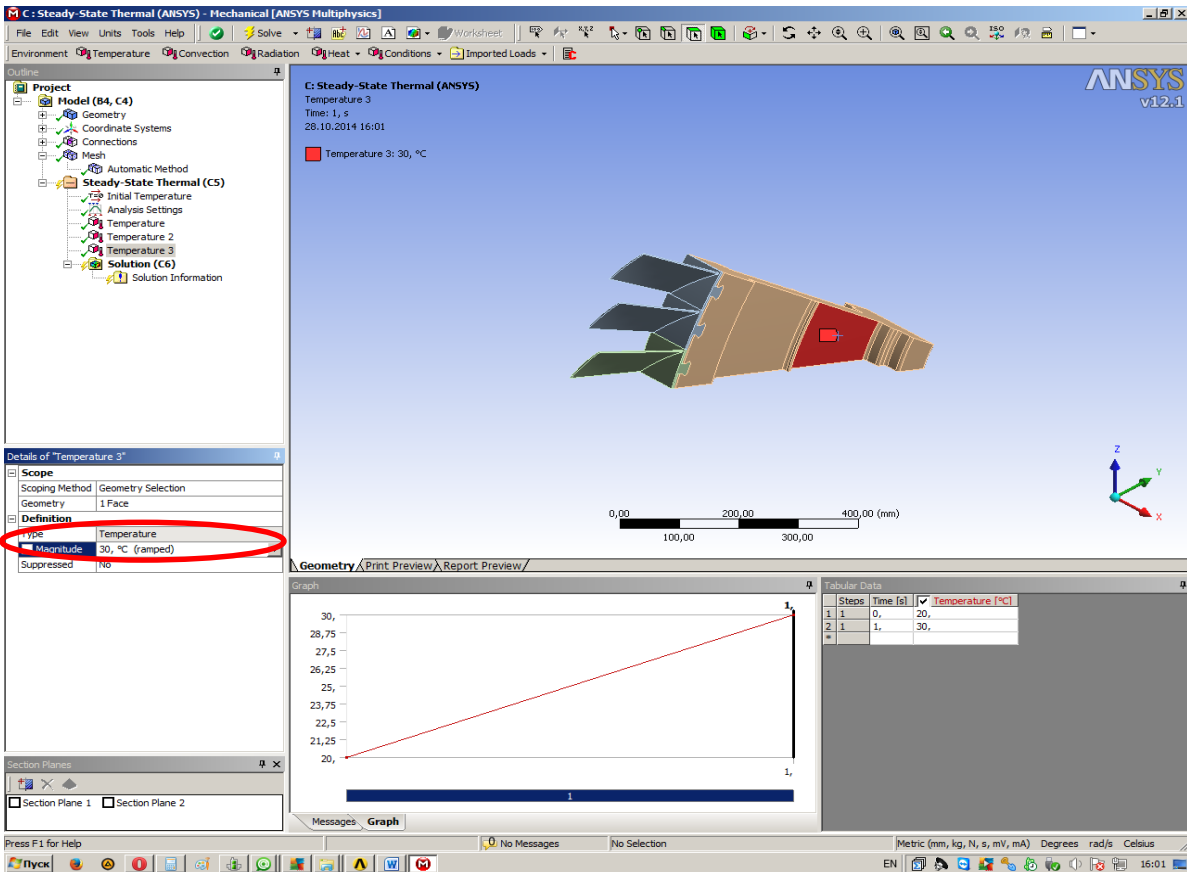 C : Steady-State Thermal (ANSYS) - Mechanical [ANSYS Multiphysics]
File Edit View Units Tools Help Solve Worksheet
Environment Temperature Convection Radiation Heat Conditions Imported Loads
Outline
Project
Model (B4, C4)
Geometry
Coordinate Systems
Connections
Mesh
Automatic Method
Steady-State Thermal (C5)
Initial Temperature
Analysis Settings
Temperature
Temperature 2
Temperature 3
Solution (C6)
Solution Information
C: Steady-State Thermal (ANSYS)
Temperature 3
Time: 1, s
28.10.2014 16:01
Temperature 3: 30, °C
ANSYS
v12.1
Z
Y
X
0,00 200,00 400,00 (mm)
100,00 300,00
Details of "Temperature 3"
Scope
Scoping Method Geometry Selection
Geometry 1 Face
Definition
Type Temperature
Magnitude 30, °C (ramped)
Suppressed No
Geometry Print Preview Report Preview
Graph
1,
30,
28,75
27,5
26,25
25,
23,75
22,5
21,25
20,
1,
1
Messages Graph
Tabular Data
Steps Time [s] Temperature [°C]
1 1 0, 20,
2 1 1, 30,
*
Section Planes
Section Plane 1 Section Plane 2
Press F1 for Help 0 No Messages No Selection Metric (mm, kg, N, s, mV, mA) Degrees rad/s Celsius
Пуск EN 16:01